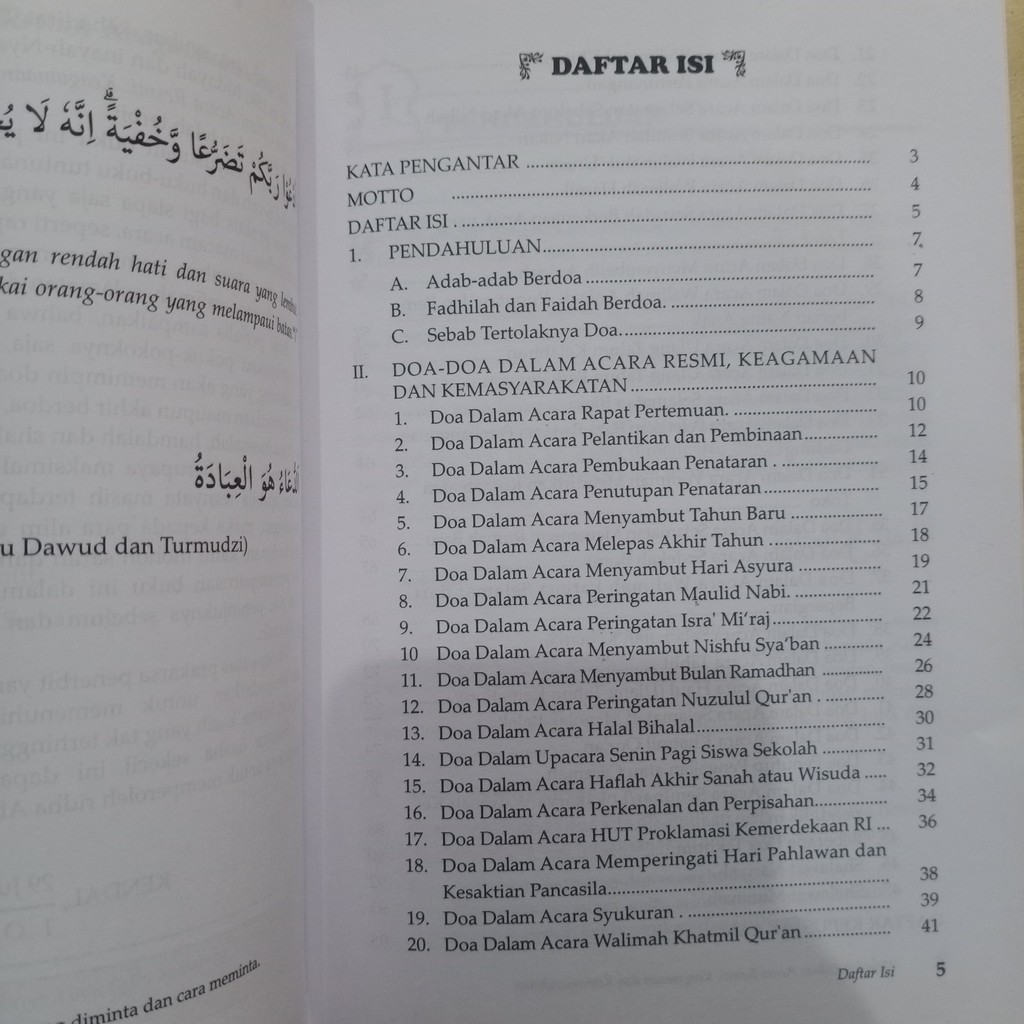 رَبَّكُمْ تَضَرُّعًا وَّخُفْيَةً ۗ اِنَّهٗ لَا
gan rendah hati dan suara yang
kai orang-orang yang melampaui batas."
اَلدُّعَاءُ هُوَ الْعِبَادَةُ
u Dawud dan Turmudzi)
diminta dan cara meminta.
DAFTAR ISI
KATA PENGANTAR ........ 3
MOTTO ........ 4
DAFTAR ISI ........ 5
1. PENDAHULUAN ........ 7
A. Adab-adab Berdoa ........ 7
B. Fadhilah dan Faidah Berdoa. ........ 8
C. Sebab Tertolaknya Doa ........ 9
II. DOA-DOA DALAM ACARA RESMI, KEAGAMAAN
DAN KEMASYARAKATAN ........ 10
1. Doa Dalam Acara Rapat Pertemuan. ........ 10
2. Doa Dalam Acara Pelantikan dan Pembinaan ........ 12
3. Doa Dalam Acara Pembukaan Penataran ........ 14
4. Doa Dalam Acara Penutupan Penataran ........ 15
5. Doa Dalam Acara Menyambut Tahun Baru ........ 17
6. Doa Dalam Acara Melepas Akhir Tahun ........ 18
7. Doa Dalam Acara Menyambut Hari Asyura ........ 19
8. Doa Dalam Acara Peringatan Maulid Nabi. ........ 21
9. Doa Dalam Acara Peringatan Isra' Mi'raj ........ 22
10 Doa Dalam Acara Menyambut Nishfu Sya'ban ........ 24
11. Doa Dalam Acara Menyambut Bulan Ramadhan ........ 26
12. Doa Dalam Acara Peringatan Nuzulul Qur'an ........ 28
13. Doa Dalam Acara Halal Bihalal ........ 30
14. Doa Dalam Upacara Senin Pagi Siswa Sekolah ........ 31
15. Doa Dalam Acara Haflah Akhir Sanah atau Wisuda ..... 32
16. Doa Dalam Acara Perkenalan dan Perpisahan ........ 34
17. Doa Dalam Acara HUT Proklamasi Kemerdekaan RI ... 36
18. Doa Dalam Acara Memperingati Hari Pahlawan dan
Kesaktian Pancasila ........ 38
19. Doa Dalam Acara Syukuran ........ 39
20. Doa Dalam Acara Walimah Khatmil Qur'an ........ 41
Daftar Isi 5